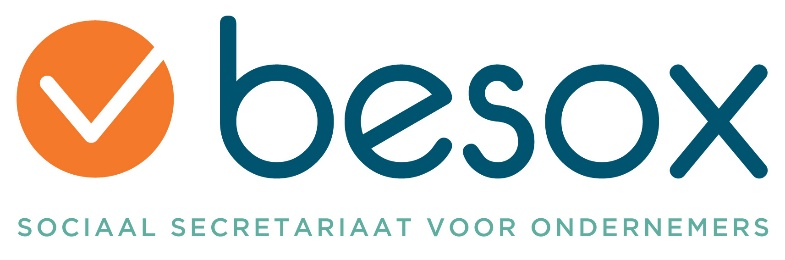 besox
SOCIAAL SECRETARIAAT VOOR ONDERNEMERS